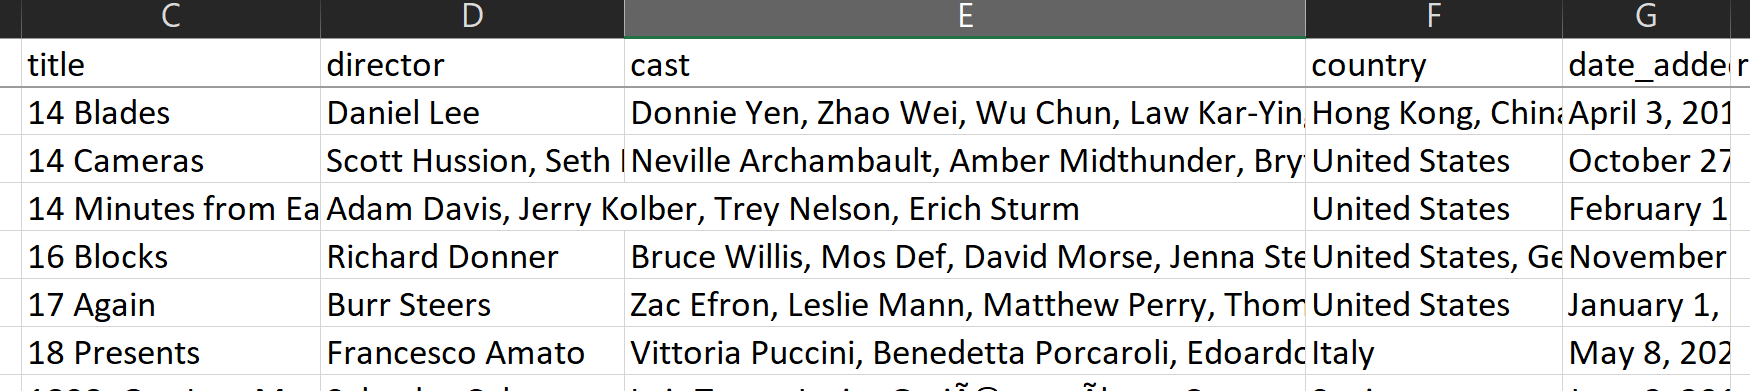 C D E F G
title director cast country date_added r
14 Blades Daniel Lee Donnie Yen, Zhao Wei, Wu Chun, Law Kar-Yin Hong Kong, China April 3, 201
14 Cameras Scott Hussion, Seth Neville Archambault, Amber Midthunder, Bry United States October 27
14 Minutes from Ea Adam Davis, Jerry Kolber, Trey Nelson, Erich Sturm United States February 1
16 Blocks Richard Donner Bruce Willis, Mos Def, David Morse, Jenna Ste United States, Ge November
17 Again Burr Steers Zac Efron, Leslie Mann, Matthew Perry, Thom United States January 1,
18 Presents Francesco Amato Vittoria Puccini, Benedetta Porcaroli, Edoardo Italy May 8, 202